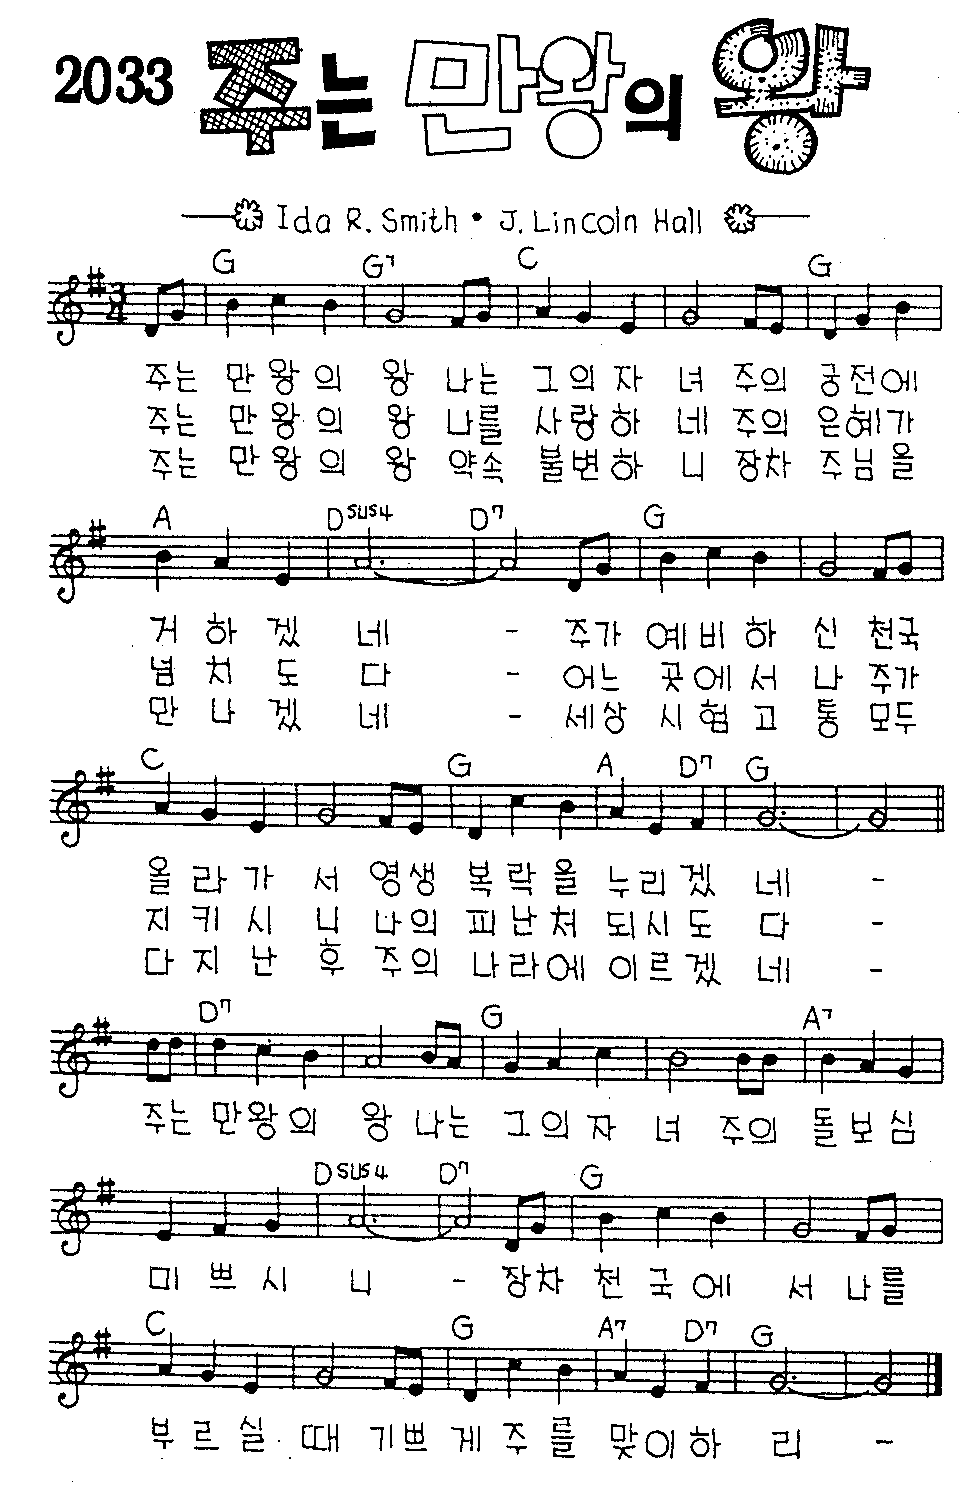 2033 주는 만왕의 왕
Ida R. Smith • J. Lincoln Hall
G G7 C G
3/4
주는 만왕의 왕 나는 그의 자녀 주의 궁전에
주는 만왕의 왕 나를 사랑하네 주의 은혜가
주는 만왕의 왕 약속 불변하니 장차 주님을
A Dsus4 D7 G
거하겠네 - 주가 예비하신 천국
넘치도다 - 어느 곳에서나 주가
만나겠네 - 세상 시험 고통 모두
C G A D7 G
올라가서 영생 복락을 누리겠네 -
지키시니 나의 피난처 되시도다 -
다 지난 후 주의 나라에 이르겠네 -
D7 G A7
주는 만왕의 왕 나는 그의 자녀 주의 돌보심
Dsus4 D7 G
미쁘시니 - 장차 천국에서 나를
C G A7 D7 G
부르실 때 기쁘게 주를 맞이하리 -